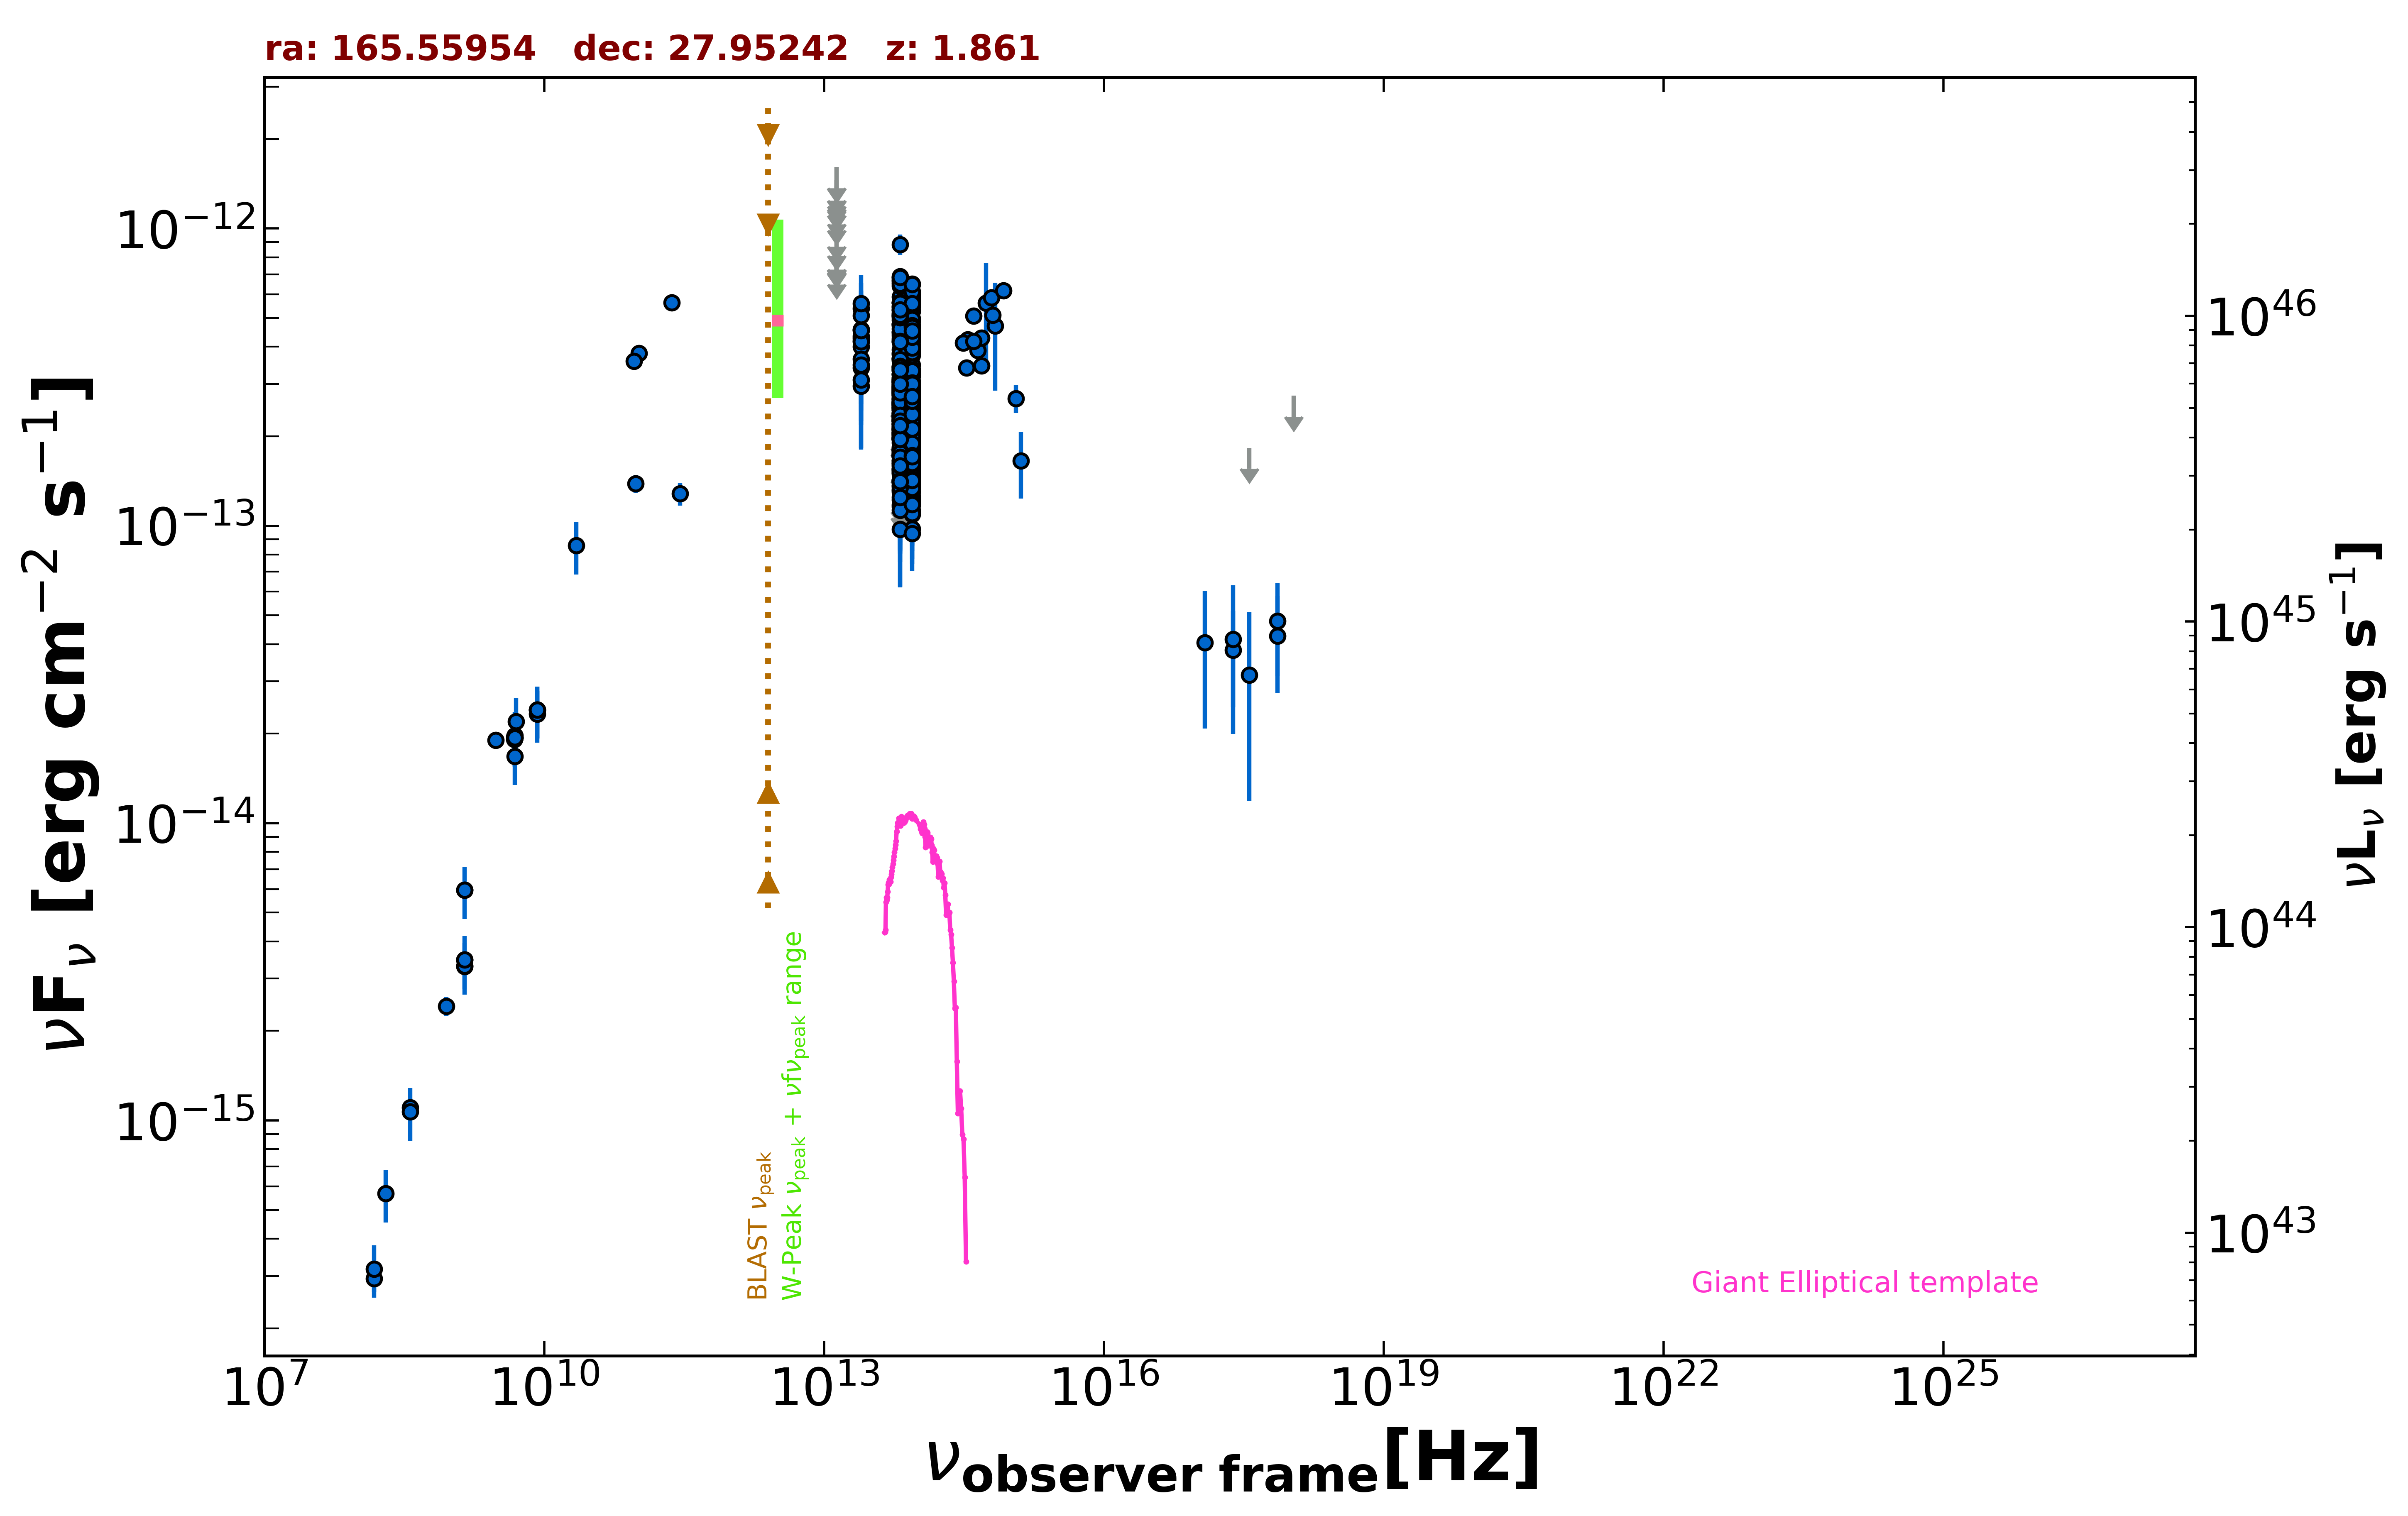 ra: 165.55954   dec: 27.95242   z: 1.861
νF_ν [erg cm^−2 s^−1]
10^−12
10^−13
10^−14
10^−15
10^46
10^45
10^44
10^43
νL_ν [erg s^−1]
BLAST ν_peak
W-Peak ν_peak + νfν_peak range
Giant Elliptical template
10^7
10^10
10^13
10^16
10^19
10^22
10^25
ν_observer frame [Hz]